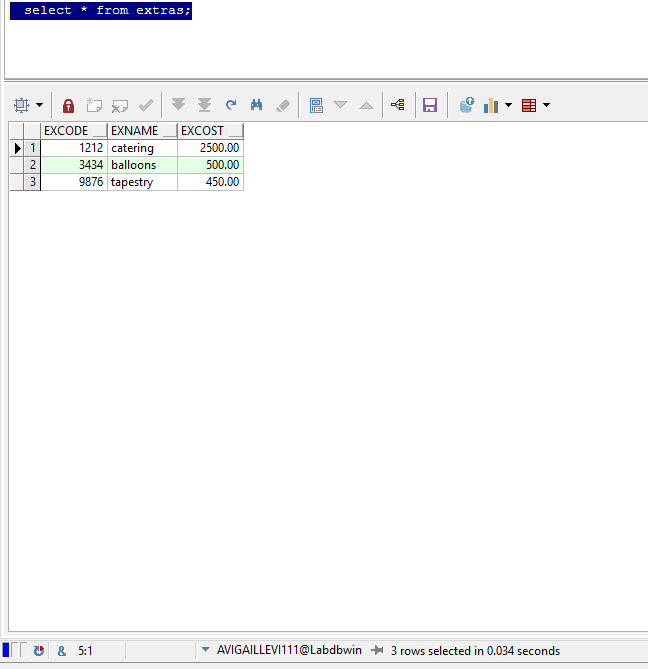 select * from extras;
EXCODE EXNAME EXCOST
1 1212 catering 2500.00
2 3434 balloons 500.00
3 9876 tapestry 450.00
& 5:1 AVIGAILLEVI111@Labdbwin 3 rows selected in 0.034 seconds